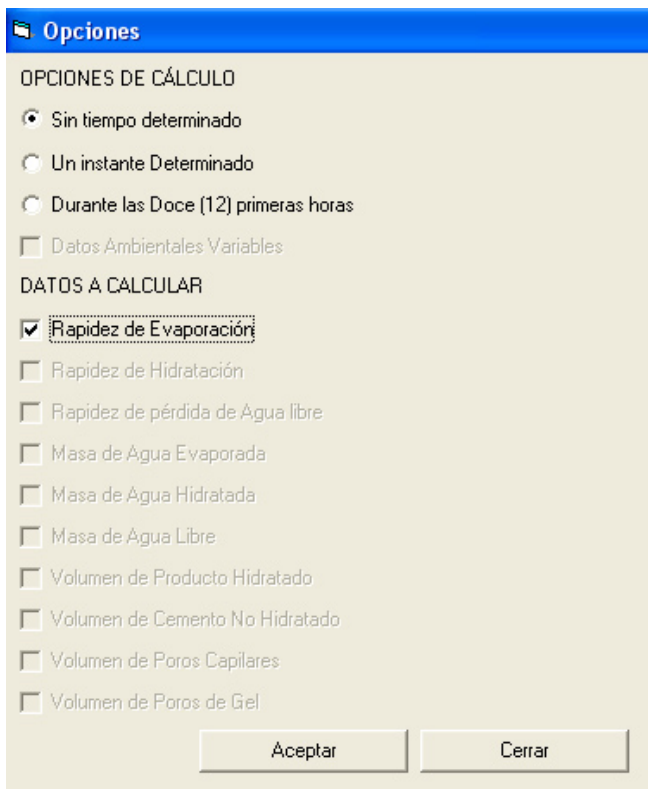 Opciones
OPCIONES DE CÁLCULO
Sin tiempo determinado
Un instante Determinado
Durante las Doce (12) primeras horas
Datos Ambientales Variables
DATOS A CALCULAR
Rapidez de Evaporación
Rapidez de Hidratación
Rapidez de pérdida de Agua libre
Masa de Agua Evaporada
Masa de Agua Hidratada
Masa de Agua Libre
Volumen de Producto Hidratado
Volumen de Cemento No Hidratado
Volumen de Poros Capilares
Volumen de Poros de Gel
Aceptar Cerrar